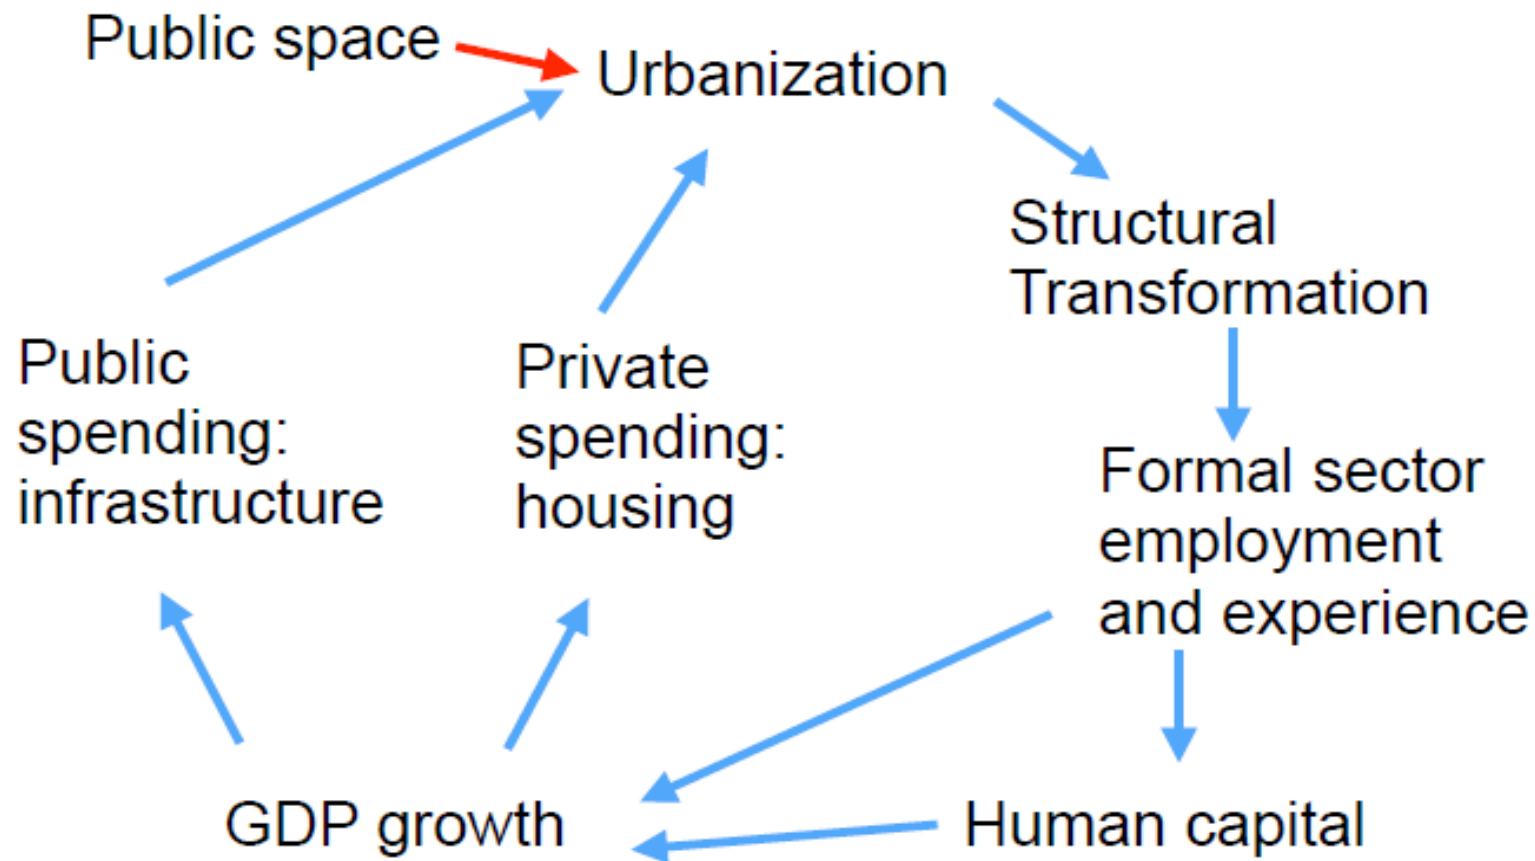 Public space
Urbanization
Structural
Transformation
Public
spending:
infrastructure
Private
spending:
housing
Formal sector
employment
and experience
GDP growth
Human capital